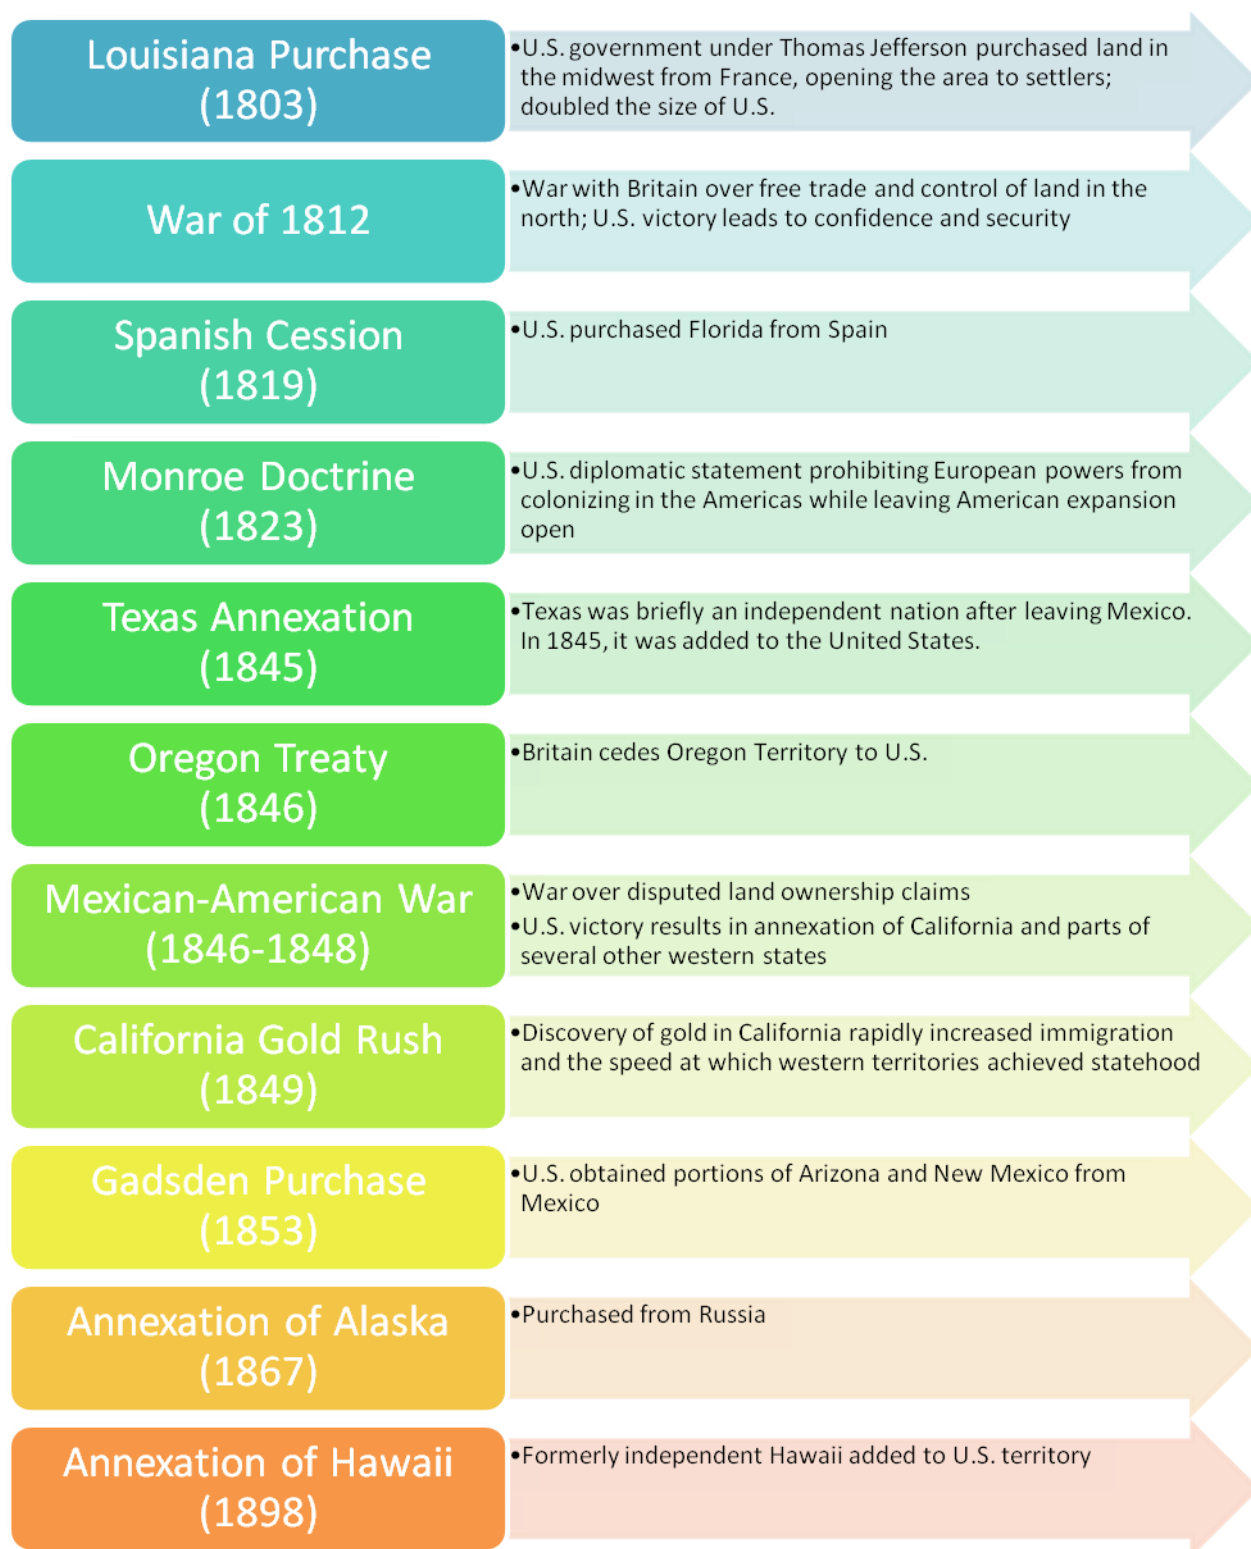 Louisiana Purchase
(1803)
•U.S. government under Thomas Jefferson purchased land in
the midwest from France, opening the area to settlers;
doubled the size of U.S.
War of 1812
•War with Britain over free trade and control of land in the
north; U.S. victory leads to confidence and security
Spanish Cession
(1819)
•U.S. purchased Florida from Spain
Monroe Doctrine
(1823)
•U.S. diplomatic statement prohibiting European powers from
colonizing in the Americas while leaving American expansion
open
Texas Annexation
(1845)
•Texas was briefly an independent nation after leaving Mexico.
In 1845, it was added to the United States.
Oregon Treaty
(1846)
•Britain cedes Oregon Territory to U.S.
Mexican-American War
(1846-1848)
•War over disputed land ownership claims
•U.S. victory results in annexation of California and parts of
several other western states
California Gold Rush
(1849)
•Discovery of gold in California rapidly increased immigration
and the speed at which western territories achieved statehood
Gadsden Purchase
(1853)
•U.S. obtained portions of Arizona and New Mexico from
Mexico
Annexation of Alaska
(1867)
•Purchased from Russia
Annexation of Hawaii
(1898)
•Formerly independent Hawaii added to U.S. territory